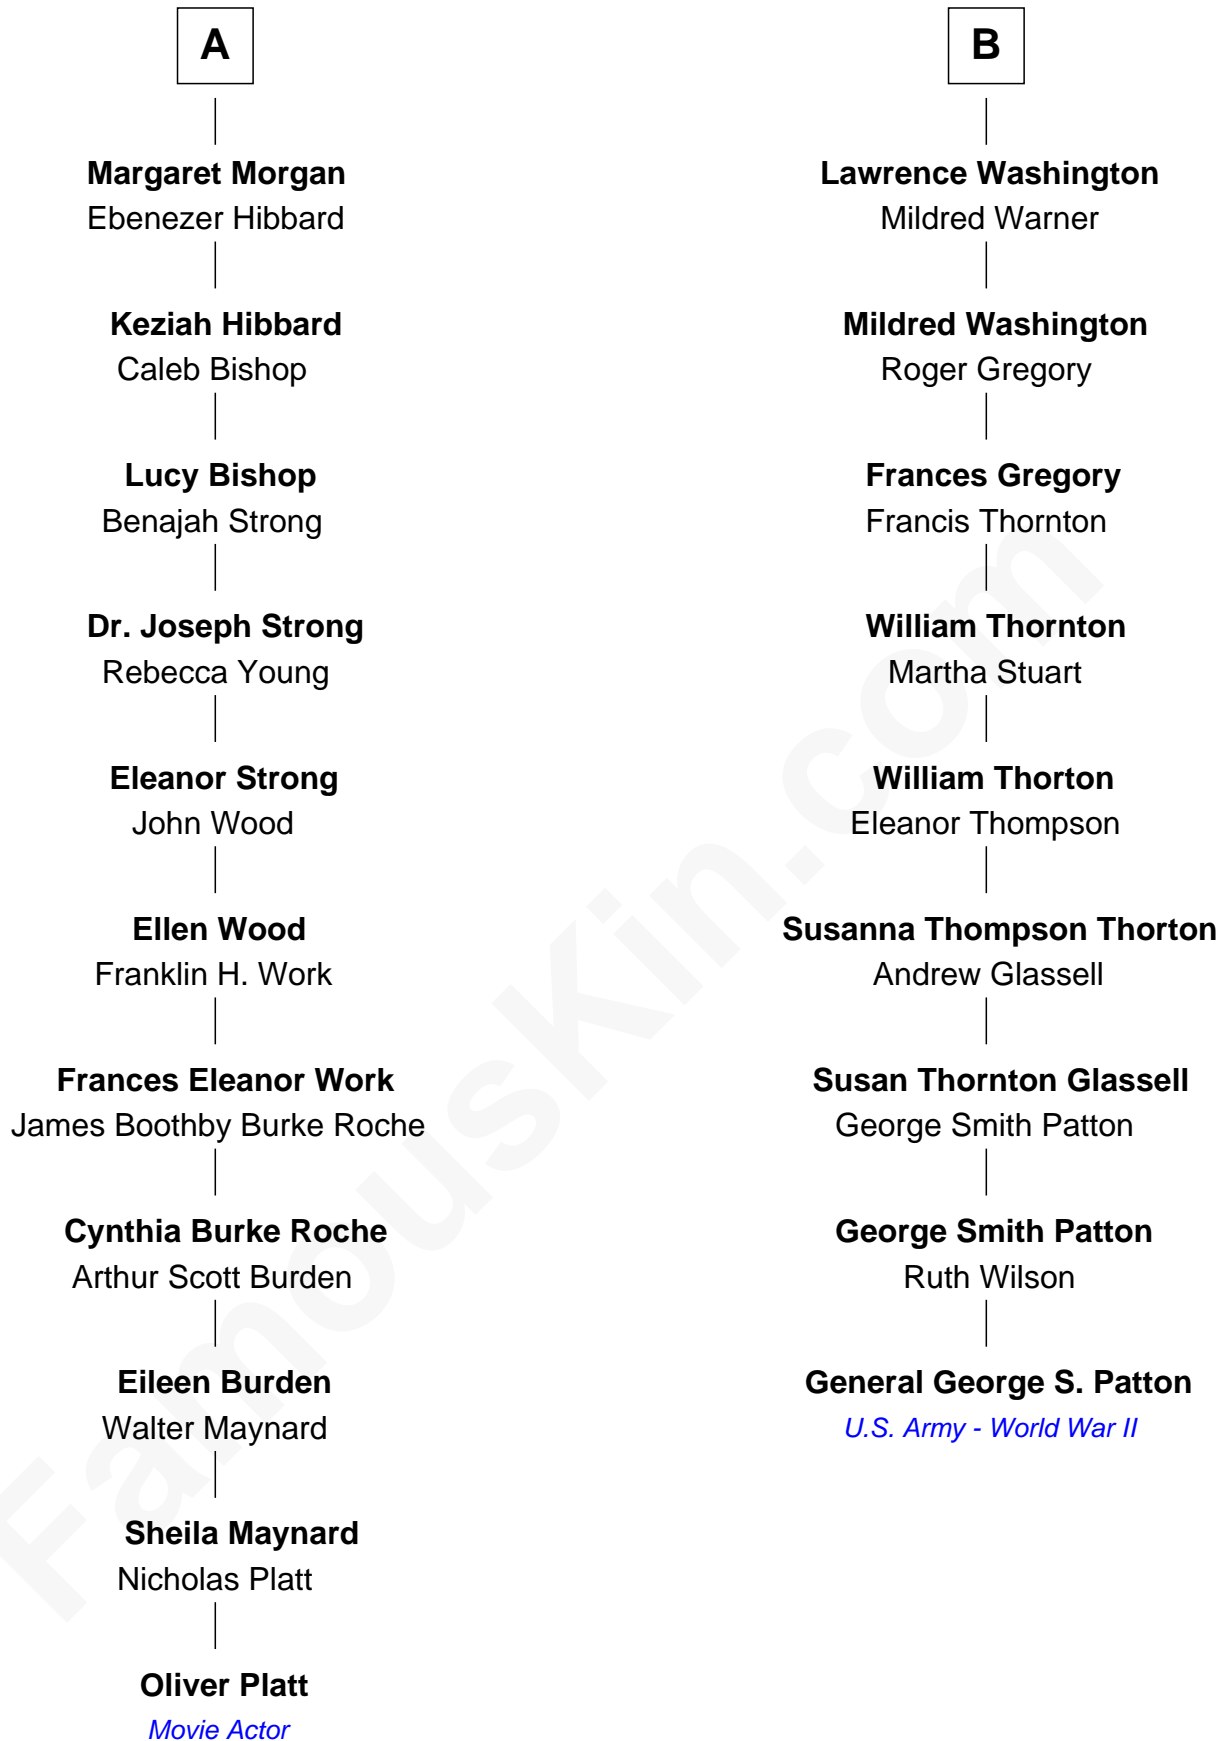 A
Margaret Morgan
Ebenezer Hibbard
Keziah Hibbard
Caleb Bishop
Lucy Bishop
Benajah Strong
Dr. Joseph Strong
Rebecca Young
Eleanor Strong
John Wood
Ellen Wood
Franklin H. Work
Frances Eleanor Work
James Boothby Burke Roche
Cynthia Burke Roche
Arthur Scott Burden
Eileen Burden
Walter Maynard
Sheila Maynard
Nicholas Platt
Oliver Platt
Movie Actor
B
Lawrence Washington
Mildred Warner
Mildred Washington
Roger Gregory
Frances Gregory
Francis Thornton
William Thornton
Martha Stuart
William Thorton
Eleanor Thompson
Susanna Thompson Thorton
Andrew Glassell
Susan Thornton Glassell
George Smith Patton
George Smith Patton
Ruth Wilson
General George S. Patton
U.S. Army - World War II
FamousKin.com